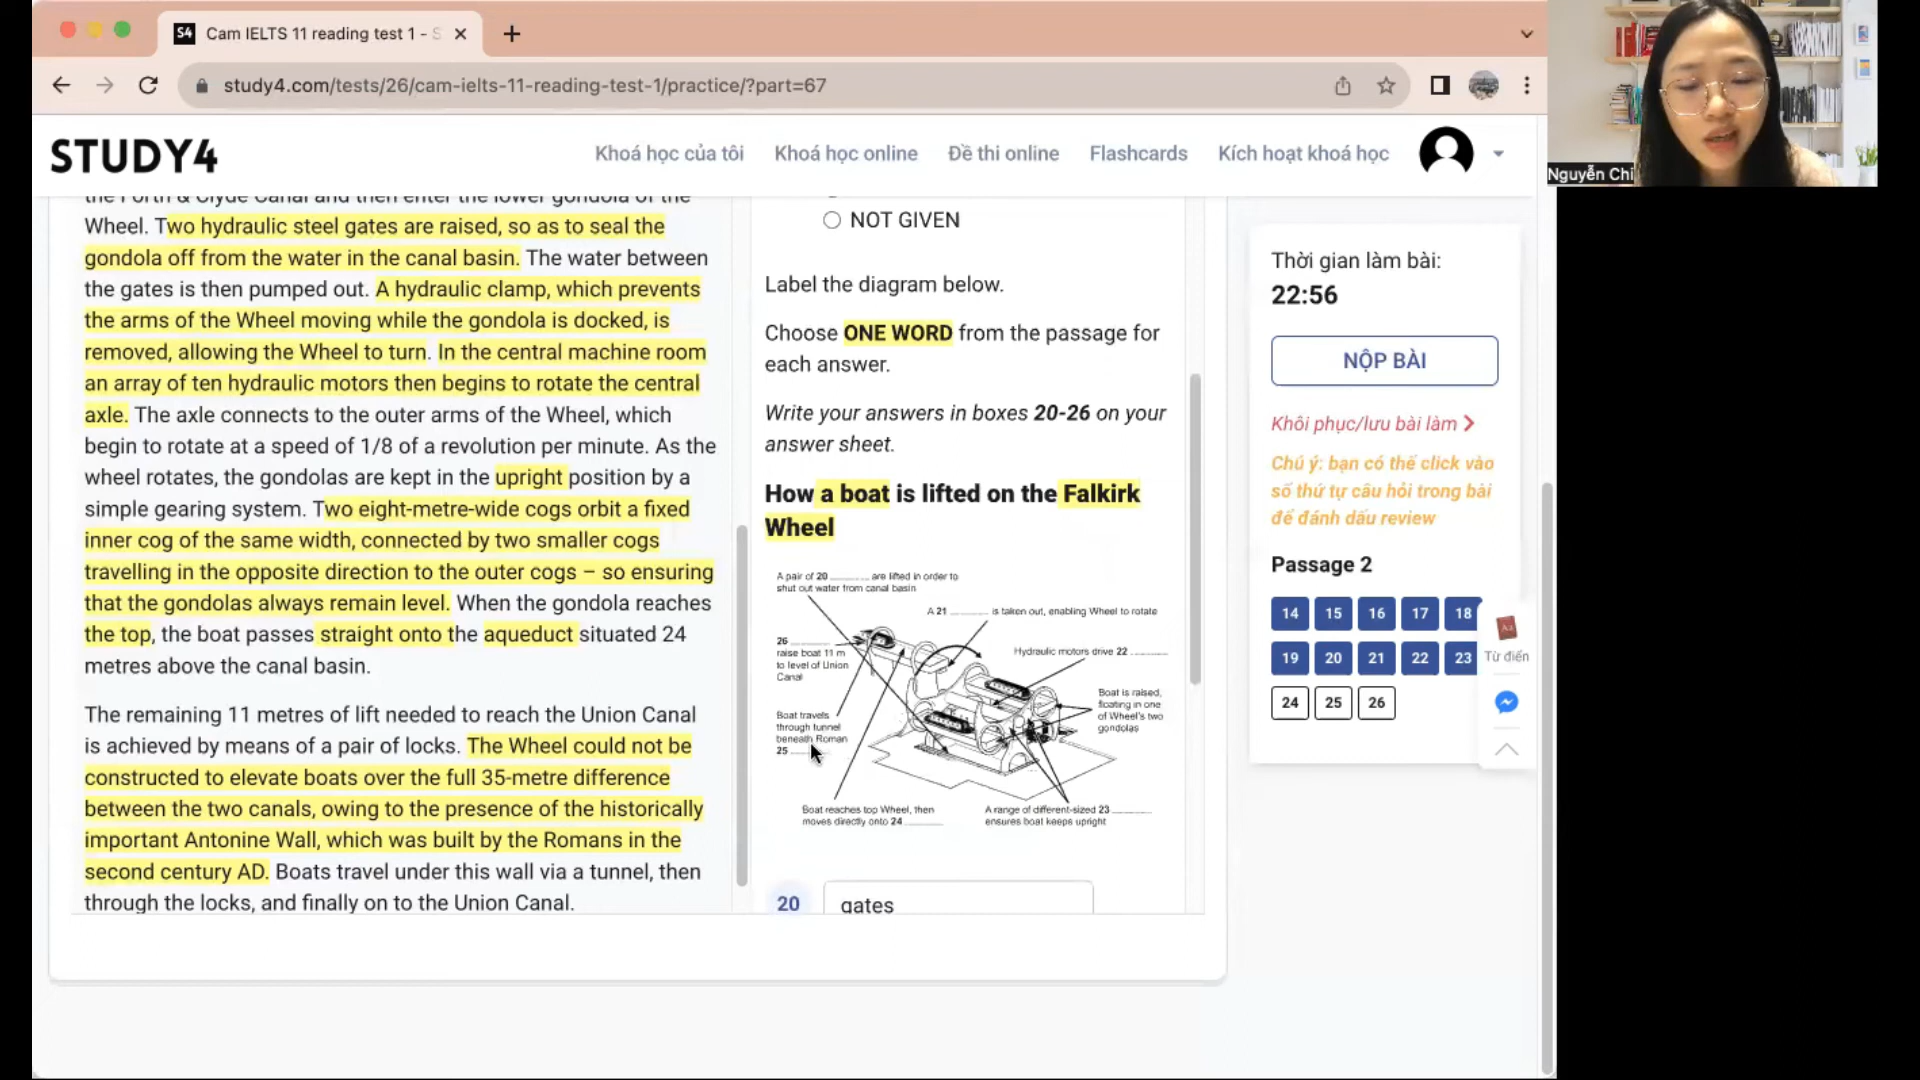 S4 Cam IELTS 11 reading test 1 - S
study4.com/tests/26/cam-ielts-11-reading-test-1/practice/?part=67
STUDY4
Khoá học của tôi
Khoá học online
Đề thi online
Flashcards
Kích hoạt khoá học
Nguyễn Chi
the Forth & Clyde Canal and then enter the lower gondola of the
Wheel. Two hydraulic steel gates are raised, so as to seal the
gondola off from the water in the canal basin. The water between
the gates is then pumped out. A hydraulic clamp, which prevents
the arms of the Wheel moving while the gondola is docked, is
removed, allowing the Wheel to turn. In the central machine room
an array of ten hydraulic motors then begins to rotate the central
axle. The axle connects to the outer arms of the Wheel, which
begin to rotate at a speed of 1/8 of a revolution per minute. As the
wheel rotates, the gondolas are kept in the upright position by a
simple gearing system. Two eight-metre-wide cogs orbit a fixed
inner cog of the same width, connected by two smaller cogs
travelling in the opposite direction to the outer cogs – so ensuring
that the gondolas always remain level. When the gondola reaches
the top, the boat passes straight onto the aqueduct situated 24
metres above the canal basin.
The remaining 11 metres of lift needed to reach the Union Canal
is achieved by means of a pair of locks. The Wheel could not be
constructed to elevate boats over the full 35-metre difference
between the two canals, owing to the presence of the historically
important Antonine Wall, which was built by the Romans in the
second century AD. Boats travel under this wall via a tunnel, then
through the locks, and finally on to the Union Canal.
NOT GIVEN
Label the diagram below.
Choose ONE WORD from the passage for
each answer.
Write your answers in boxes 20-26 on your
answer sheet.
How a boat is lifted on the Falkirk
Wheel
A pair of 20 ________ are lifted in order to
shut out water from canal basin
A 21 ________ is taken out, enabling Wheel to rotate
26 ________
raise boat 11 m
to level of Union
Canal
Hydraulic motors drive 22 ________
Boat is raised,
floating in one
of Wheel's two
gondolas
Boat travels
through tunnel
beneath Roman
25 ________
Boat reaches top Wheel, then
moves directly onto 24 ________
A range of different-sized 23 ________
ensures boat keeps upright
20 gates
Thời gian làm bài:
22:56
NỘP BÀI
Khôi phục/lưu bài làm
Chú ý: bạn có thể click vào
số thứ tự câu hỏi trong bài
để đánh dấu review
Passage 2
14 15 16 17 18
19 20 21 22 23
24 25 26
Từ điển